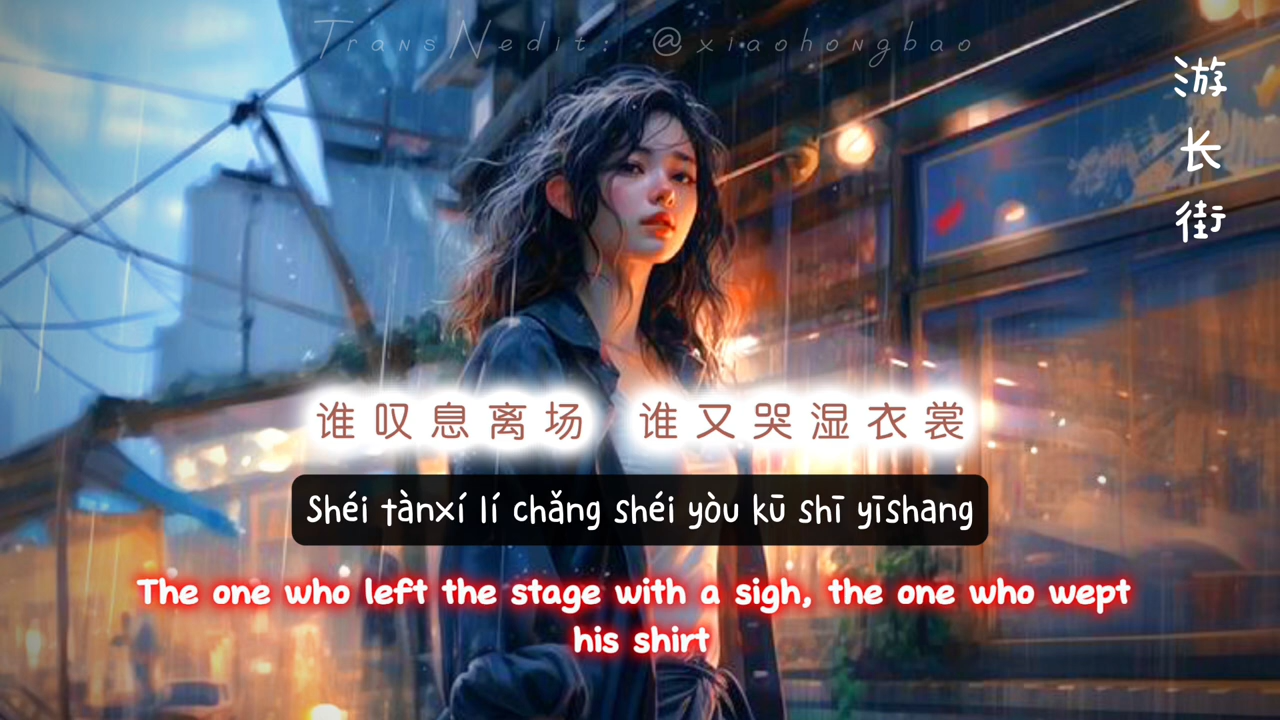 TransNedit: @xiaohongbao
游长街
谁叹息离场 谁又哭湿衣裳
Shéi tànxí lí chǎng shéi yòu kū shī yīshang
The one who left the stage with a sigh, the one who wept
his shirt